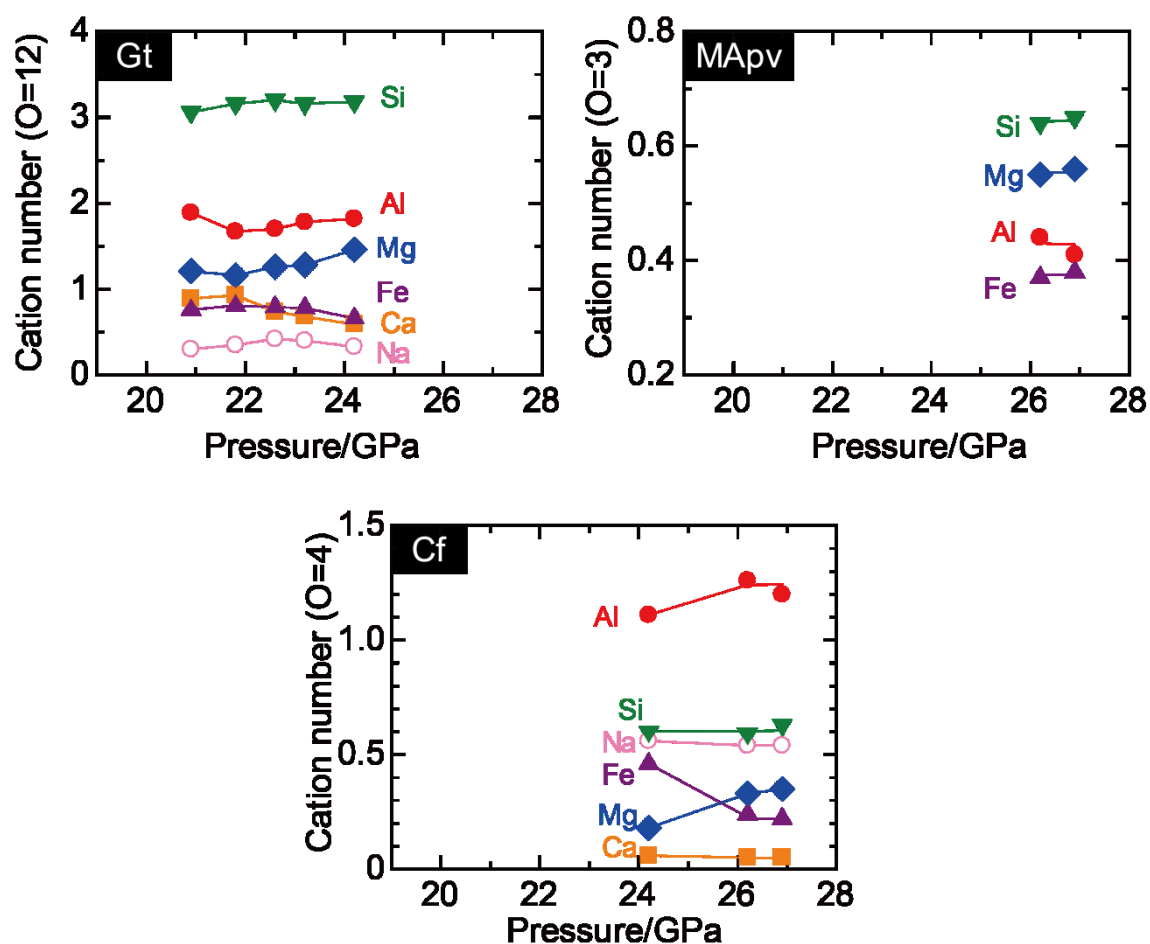 Gt
Cation number (O=12)
4
3
2
1
0
Si
Al
Mg
Fe
Ca
Na
20 22 24 26 28
Pressure/GPa
MApv
Cation number (O=3)
0.8
0.6
0.4
0.2
Si
Mg
Al
Fe
20 22 24 26 28
Pressure/GPa
Cf
Cation number (O=4)
1.5
1.0
0.5
0
Al
Si
Na
Fe
Mg
Ca
20 22 24 26 28
Pressure/GPa